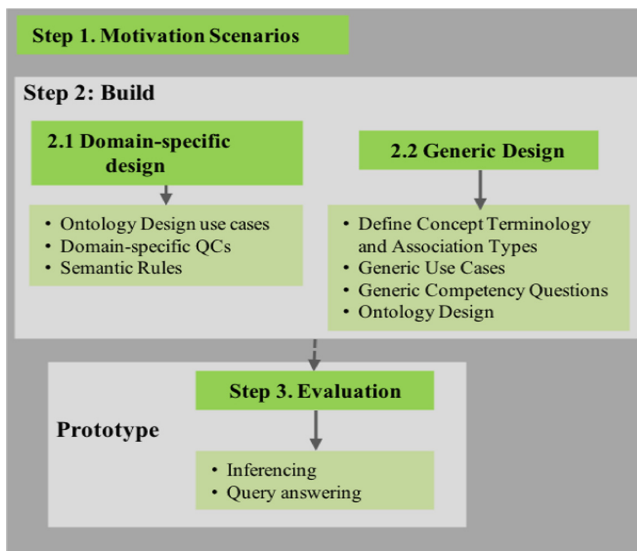 Step 1. Motivation Scenarios
Step 2: Build
2.1 Domain-specific
design
• Ontology Design use cases
• Domain-specific QCs
• Semantic Rules
2.2 Generic Design
• Define Concept Terminology
and Association Types
• Generic Use Cases
• Generic Competency Questions
• Ontology Design
Step 3. Evaluation
Prototype
• Inferencing
• Query answering